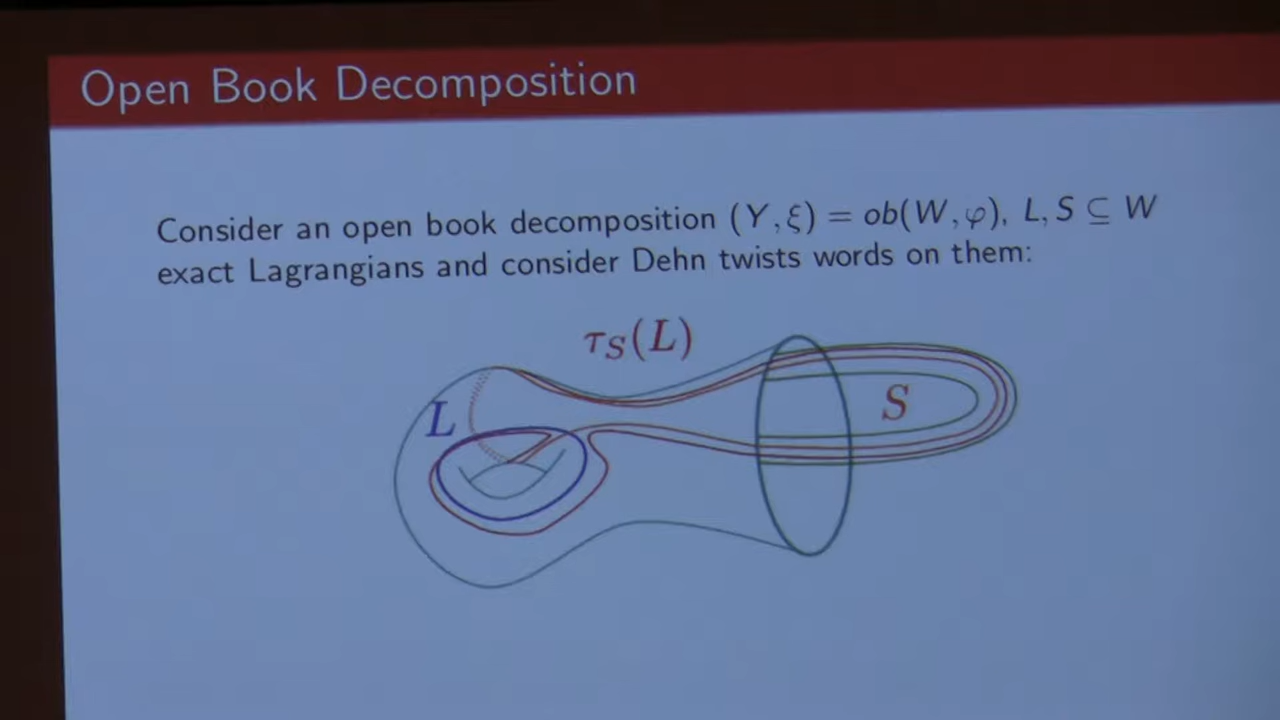 Open Book Decomposition
Consider an open book decomposition (Y, ξ) = ob(W, φ), L, S ⊆ W
exact Lagrangians and consider Dehn twists words on them:
τ_S(L)
L
S